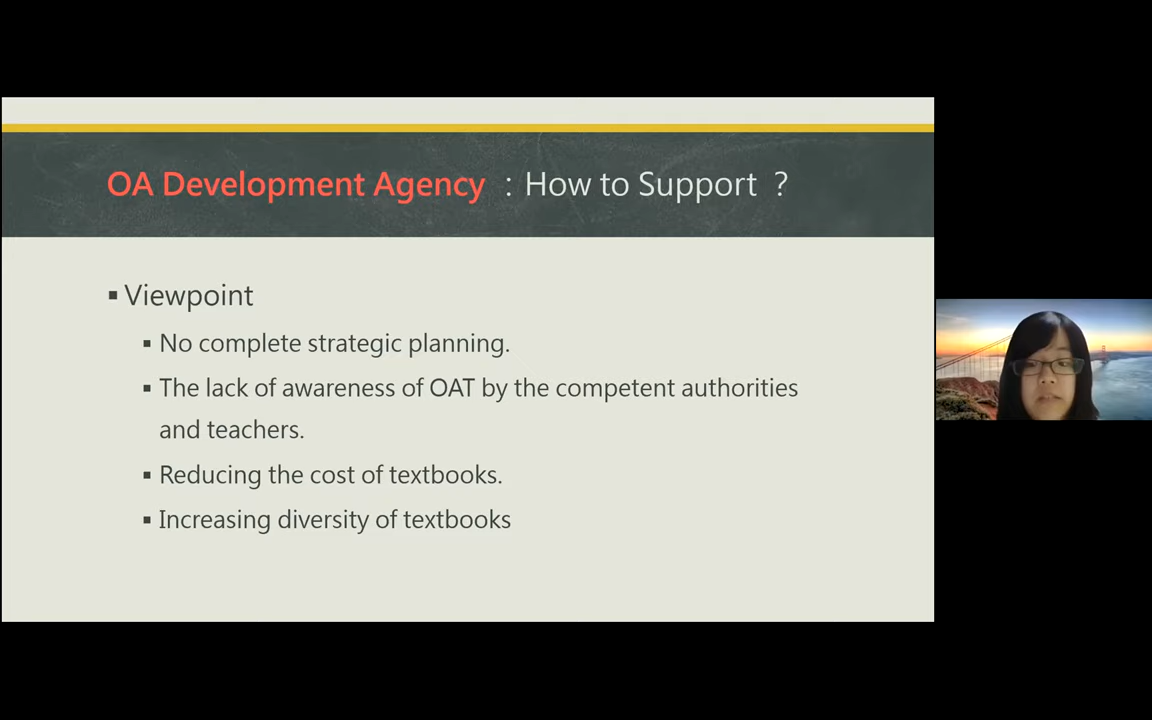 OA Development Agency : How to Support ?
▪ Viewpoint
▪ No complete strategic planning.
▪ The lack of awareness of OAT by the competent authorities
and teachers.
▪ Reducing the cost of textbooks.
▪ Increasing diversity of textbooks